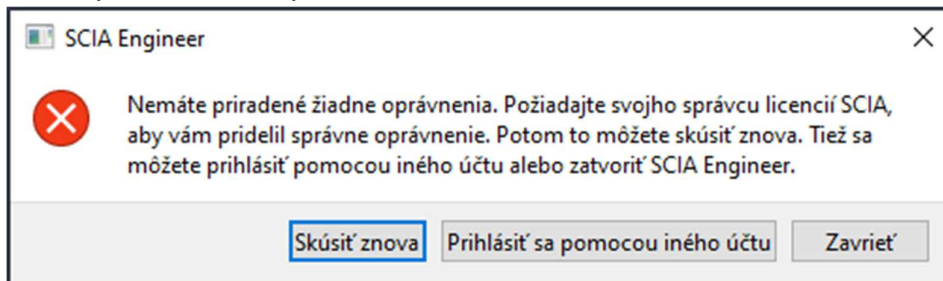 SCIA Engineer
Nemáte priradené žiadne oprávnenia. Požiadajte svojho správcu licencií SCIA,
aby vám pridelil správne oprávnenie. Potom to môžete skúsiť znova. Tiež sa
môžete prihlásiť pomocou iného účtu alebo zatvoriť SCIA Engineer.
Skúsiť znova Prihlásiť sa pomocou iného účtu Zavrieť